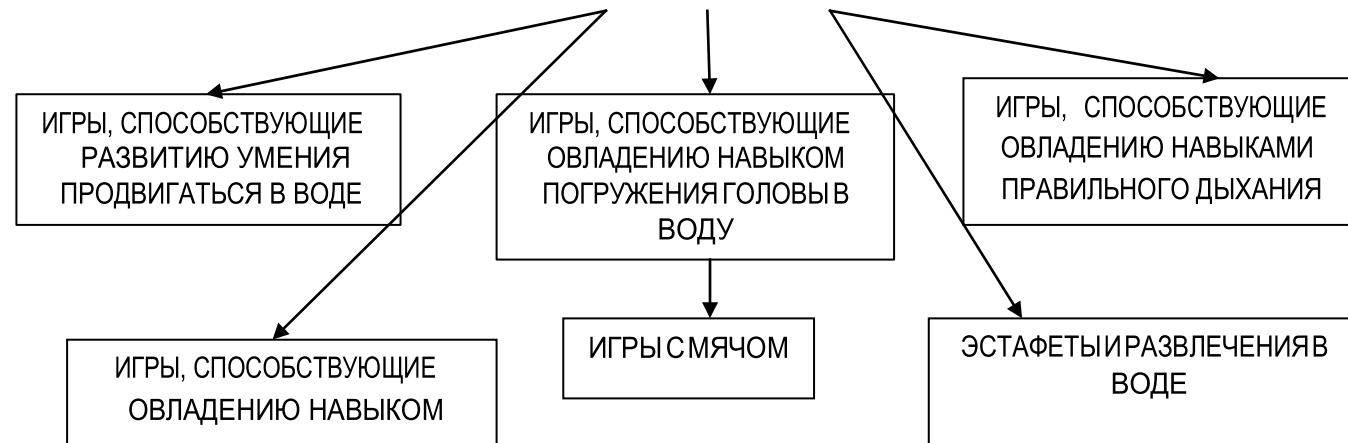 ИГРЫ, СПОСОБСТВУЮЩИЕ
РАЗВИТИЮ УМЕНИЯ
ПРОДВИГАТЬСЯ В ВОДЕ
ИГРЫ, СПОСОБСТВУЮЩИЕ
ОВЛАДЕНИЮ НАВЫКОМ
ПОГРУЖЕНИЯ ГОЛОВЫ В
ВОДУ
ИГРЫ, СПОСОБСТВУЮЩИЕ
ОВЛАДЕНИЮ НАВЫКАМИ
ПРАВИЛЬНОГО ДЫХАНИЯ
ИГРЫ, СПОСОБСТВУЮЩИЕ
ОВЛАДЕНИЮ НАВЫКОМ
ИГРЫ С МЯЧОМ
ЭСТАФЕТЫ И РАЗВЛЕЧЕНИЯ В
ВОДЕ